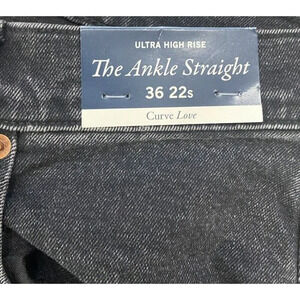 ULTRA HIGH RISE
The Ankle Straight
36 22s
Curve Love